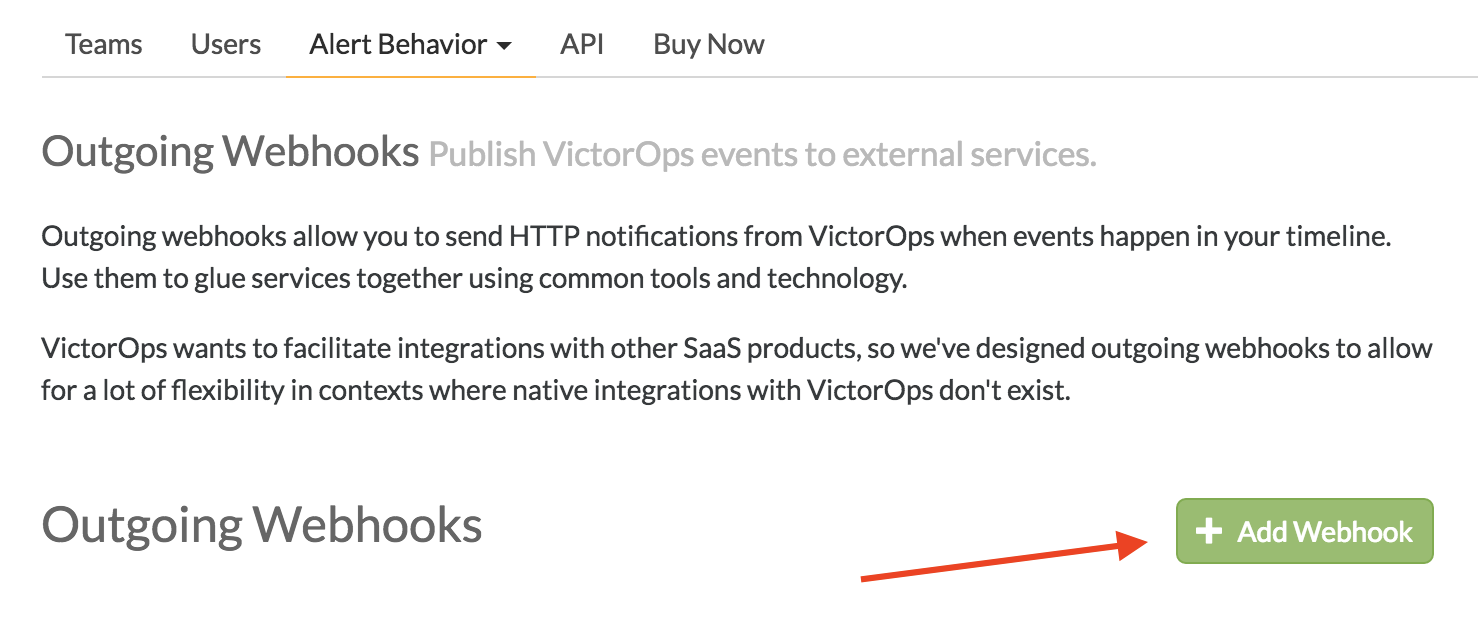 Teams Users Alert Behavior API Buy Now
Outgoing Webhooks Publish VictorOps events to external services.
Outgoing webhooks allow you to send HTTP notifications from VictorOps when events happen in your timeline.
Use them to glue services together using common tools and technology.
VictorOps wants to facilitate integrations with other SaaS products, so we've designed outgoing webhooks to allow
for a lot of flexibility in contexts where native integrations with VictorOps don't exist.
Outgoing Webhooks
Add Webhook